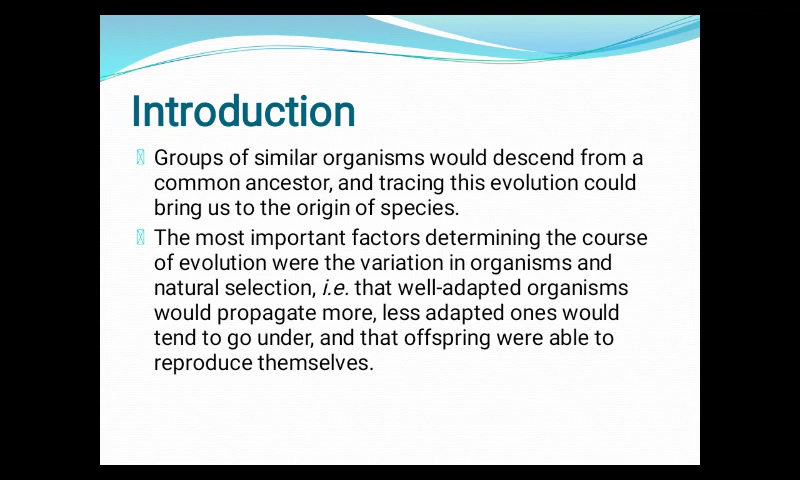 Introduction
Groups of similar organisms would descend from a
common ancestor, and tracing this evolution could
bring us to the origin of species.
The most important factors determining the course
of evolution were the variation in organisms and
natural selection, i.e. that well-adapted organisms
would propagate more, less adapted ones would
tend to go under, and that offspring were able to
reproduce themselves.